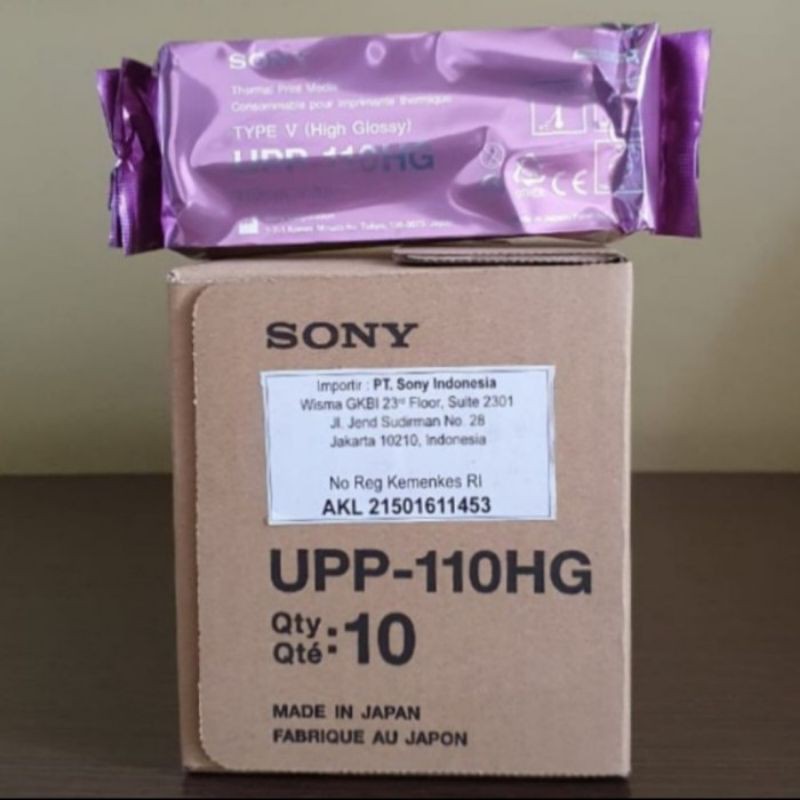 SONY
Thermal Print Media
Consommable pour imprimante thermique
TYPE V (High Glossy)
UPP-110HG
CE
SONY
Importir : PT. Sony Indonesia
Wisma GKBI 23rd Floor, Suite 2301
Jl. Jend Sudirman No. 28
Jakarta 10210, Indonesia
No Reg Kemenkes RI
AKL 21501611453
UPP-110HG
Qty
Qté : 10
MADE IN JAPAN
FABRIQUE AU JAPON